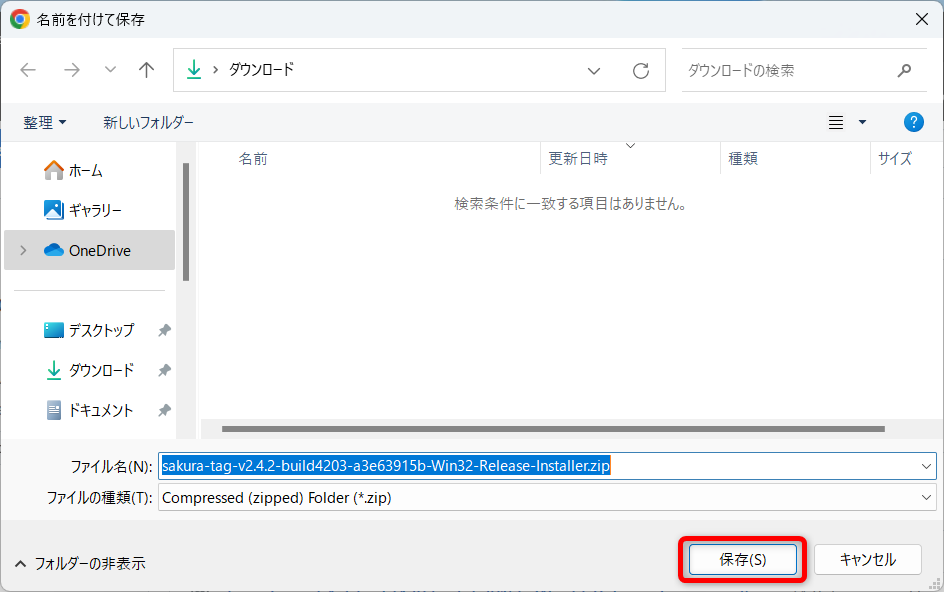 名前を付けて保存
ダウンロード
ダウンロードの検索
整理 新しいフォルダー
?
名前 更新日時 種類 サイズ
検索条件に一致する項目はありません。
ホーム
ギャラリー
OneDrive
デスクトップ
ダウンロード
ドキュメント
ファイル名(N): sakura-tag-v2.4.2-build4203-a3e63915b-Win32-Release-Installer.zip
ファイルの種類(T): Compressed (zipped) Folder (*.zip)
フォルダーの非表示 保存(S) キャンセル